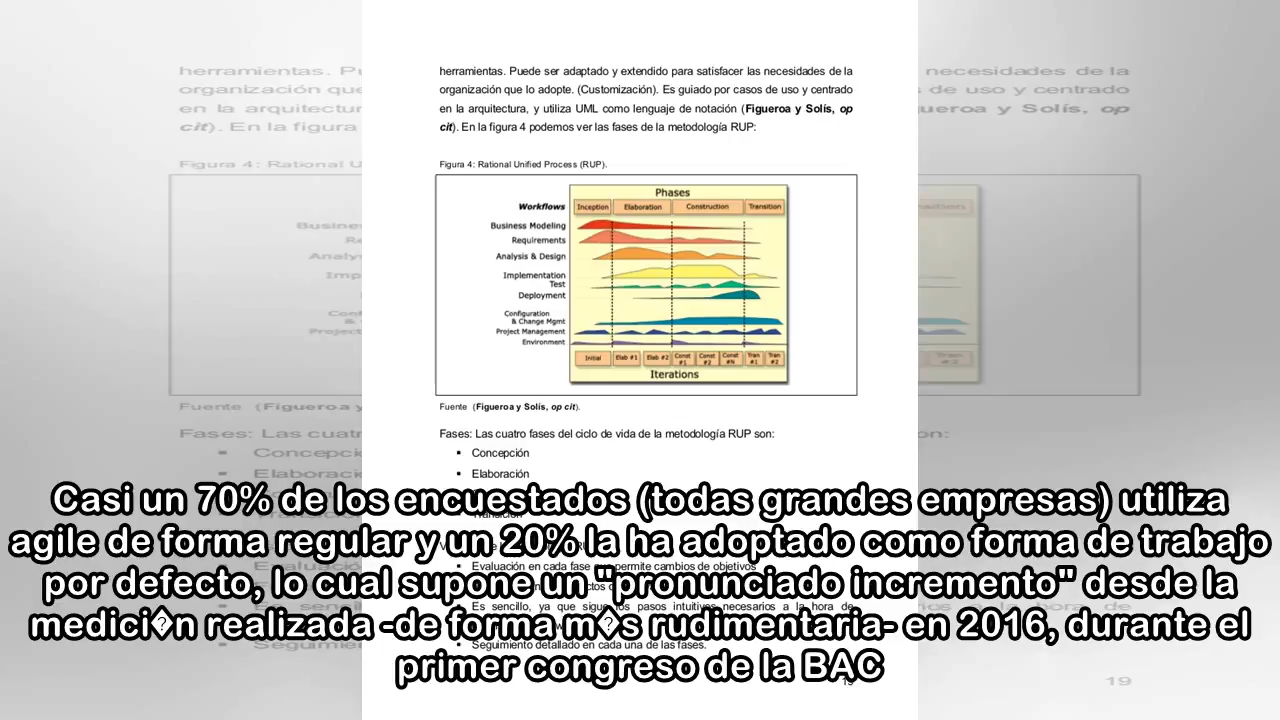 herramientas. Puede ser adaptado y extendido para satisfacer las necesidades de la
organización que lo adopte. (Customización). Es guiado por casos de uso y centrado
en la arquitectura, y utiliza UML como lenguaje de notación (Figueroa y Solís, op
cit). En la figura 4 podemos ver las fases de la metodología RUP:
Figura 4: Rational Unified Process (RUP).
Phases
Workflows Inception Elaboration Construction Transition
Business Modeling
Requirements
Analysis & Design
Implementation
Test
Deployment
Configuration
& Change Mgmt
Project Management
Environment
Initial Elab #1 Elab #2 Const #1 Const #2 Const #N Tran #1 Tran #2
Iterations
Fuente (Figueroa y Solís, op cit).
Fases: Las cuatro fases del ciclo de vida de la metodología RUP son:
▪ Concepción
▪ Elaboración
Casi un 70% de los encuestados (todas grandes empresas) utiliza
agile de forma regular y un 20% la ha adoptado como forma de trabajo
por defecto, lo cual supone un "pronunciado incremento" desde la
medici�n realizada -de forma m�s rudimentaria- en 2016, durante el
primer congreso de la BAC
Evaluación en cada fase que permite cambios de objetivos
Es sencillo, ya que sigue los pasos intuitivos necesarios a la hora de
Seguimiento detallado en cada una de las fases.
19